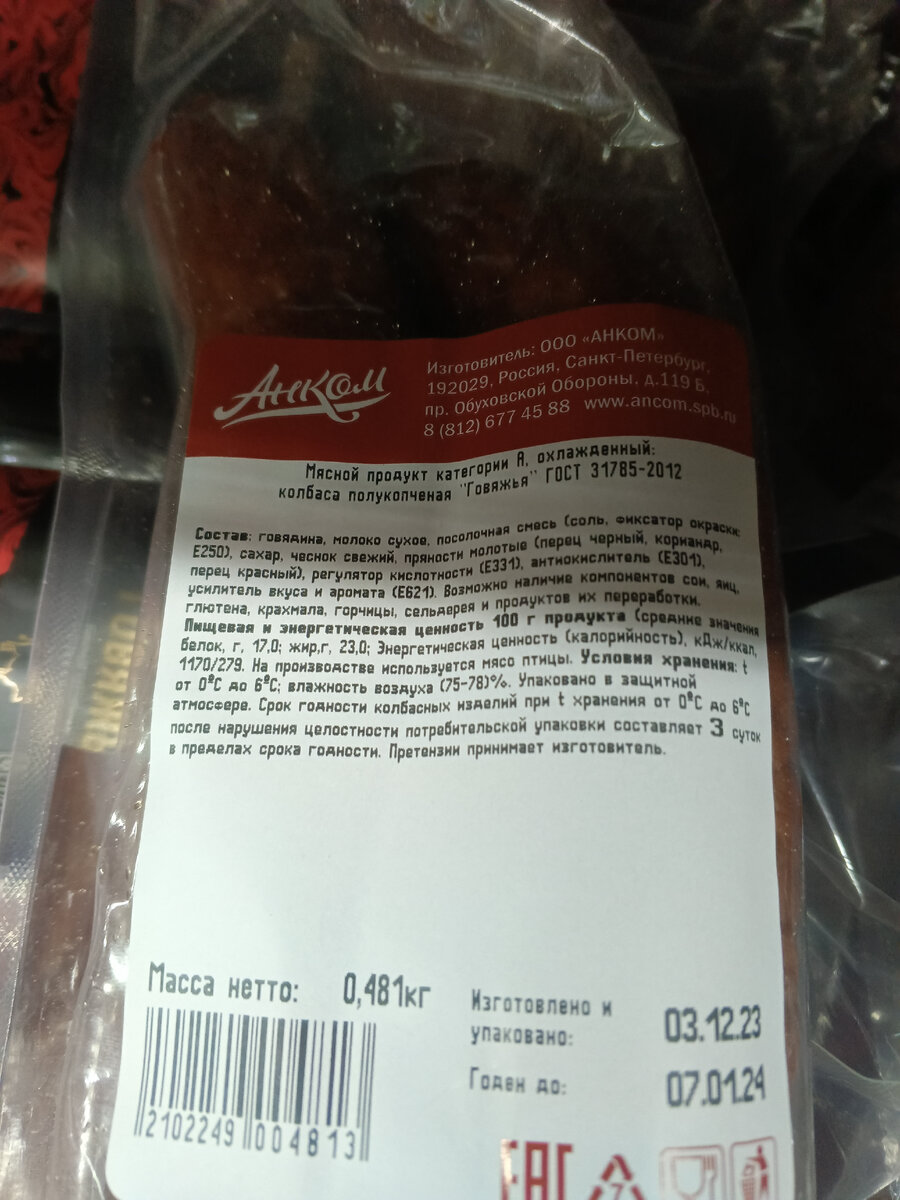 Анком
Изготовитель: ООО «АНКОМ»
192029, Россия, Санкт-Петербург,
пр. Обуховской Обороны, д.119 Б,
8 (812) 677 45 88 www.ancom.spb.ru
Мясной продукт категории А, охлажденный:
колбаса полукопченая "Говяжья" ГОСТ 31785-2012
Состав: говядина, молоко сухое, посолочная смесь (соль, фиксатор окраски:
Е250), сахар, чеснок свежий, пряности молотые (перец черный, кориандр,
перец красный), регулятор кислотности (Е331), антиокислитель (Е301),
усилитель вкуса и аромата (Е621). Возможно наличие компонентов сои, яиц,
глютена, крахмала, горчицы, сельдерея и продуктов их переработки.
Пищевая и энергетическая ценность 100 г продукта (средние значения
белок, г, 17,0; жир,г, 23,0; Энергетическая ценность (калорийность), кДж/ккал,
1170/279. На производстве используется мясо птицы. Условия хранения: t
от 0°С до 6°С; влажность воздуха (75-78)%. Упаковано в защитной
атмосфере. Срок годности колбасных изделий при t хранения от 0°С до 6°С
после нарушения целостности потребительской упаковки составляет 3 суток
в пределах срока годности. Претензии принимает изготовитель.
Масса нетто: 0,481кг
Изготовлено и
упаковано: 03.12.23
Годен до: 07.01.24
2102249 004813
EAC
7